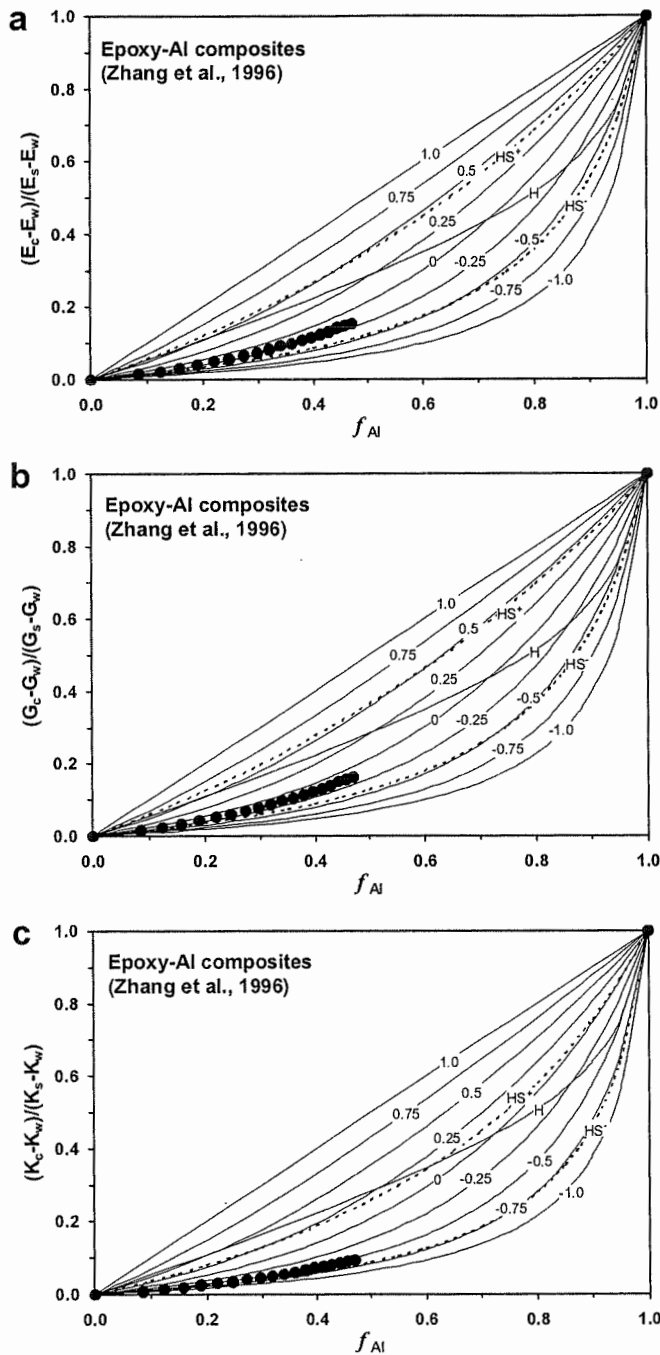 a
Epoxy-Al composites
(Zhang et al., 1996)
(E_c-E_w)/(E_s-E_w)
1.0
0.8
0.6
0.4
0.2
0.0
1.0
0.75
0.5
HS⁺
0.25
H
HS⁻
0
-0.25
-0.5
-0.75
-1.0
0.0 0.2 0.4 0.6 0.8 1.0
f_Al
b
Epoxy-Al composites
(Zhang et al., 1996)
(G_c-G_w)/(G_s-G_w)
1.0
0.8
0.6
0.4
0.2
0.0
1.0
0.75
0.5
HS⁺
0.25
H
HS⁻
0
-0.25
-0.5
-0.75
-1.0
0.0 0.2 0.4 0.6 0.8 1.0
f_Al
c
Epoxy-Al composites
(Zhang et al., 1996)
(K_c-K_w)/(K_s-K_w)
1.0
0.8
0.6
0.4
0.2
0.0
1.0
0.75
0.5
HS⁺
H
0.25
HS⁻
0
-0.25
-0.5
-0.75
-1.0
0.0 0.2 0.4 0.6 0.8 1.0
f_Al